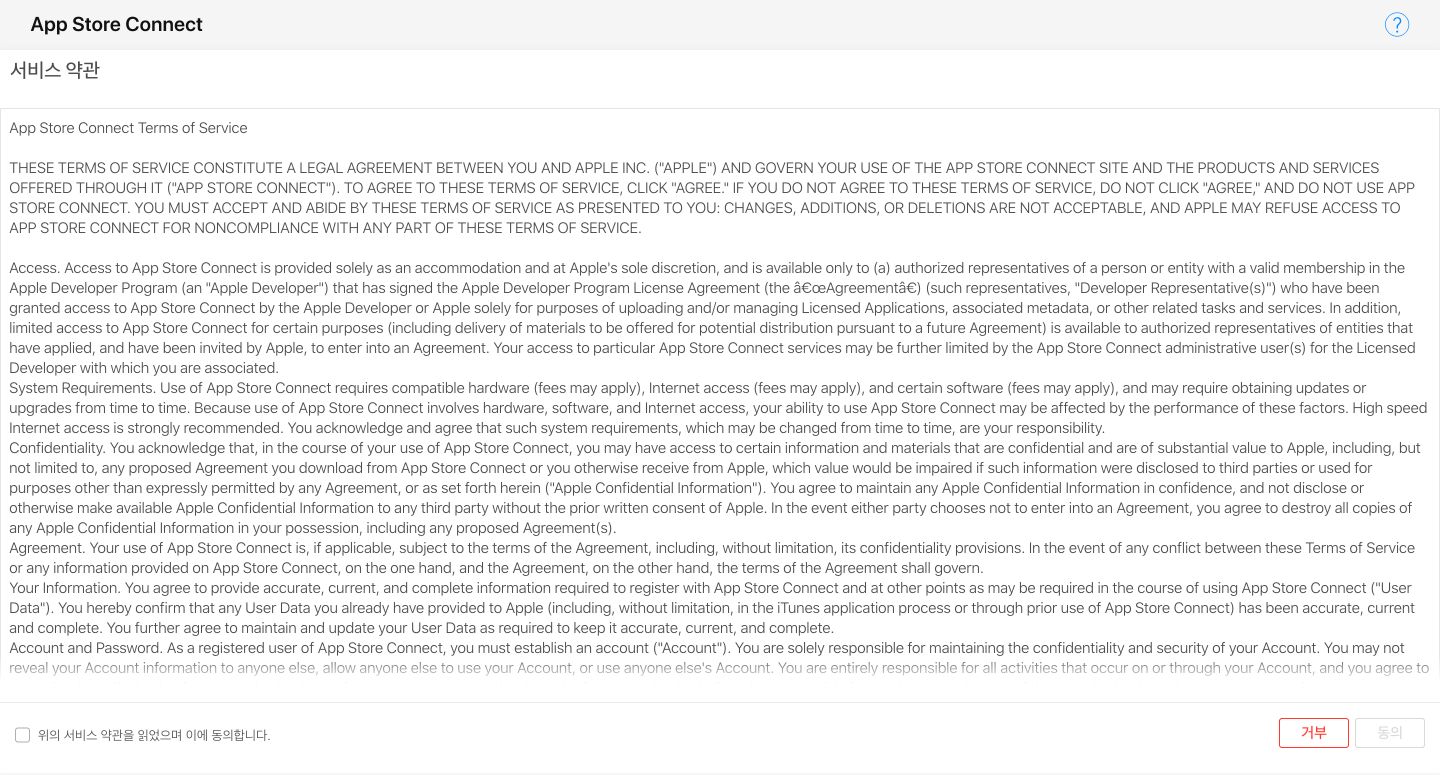 App Store Connect
?
서비스 약관
App Store Connect Terms of Service
THESE TERMS OF SERVICE CONSTITUTE A LEGAL AGREEMENT BETWEEN YOU AND APPLE INC. ("APPLE") AND GOVERN YOUR USE OF THE APP STORE CONNECT SITE AND THE PRODUCTS AND SERVICES
OFFERED THROUGH IT ("APP STORE CONNECT"). TO AGREE TO THESE TERMS OF SERVICE, CLICK "AGREE." IF YOU DO NOT AGREE TO THESE TERMS OF SERVICE, DO NOT CLICK "AGREE," AND DO NOT USE APP
STORE CONNECT. YOU MUST ACCEPT AND ABIDE BY THESE TERMS OF SERVICE AS PRESENTED TO YOU: CHANGES, ADDITIONS, OR DELETIONS ARE NOT ACCEPTABLE, AND APPLE MAY REFUSE ACCESS TO
APP STORE CONNECT FOR NONCOMPLIANCE WITH ANY PART OF THESE TERMS OF SERVICE.
Access. Access to App Store Connect is provided solely as an accommodation and at Apple's sole discretion, and is available only to (a) authorized representatives of a person or entity with a valid membership in the
Apple Developer Program (an "Apple Developer") that has signed the Apple Developer Program License Agreement (the â€œAgreementâ€) (such representatives, "Developer Representative(s)") who have been
granted access to App Store Connect by the Apple Developer or Apple solely for purposes of uploading and/or managing Licensed Applications, associated metadata, or other related tasks and services. In addition,
limited access to App Store Connect for certain purposes (including delivery of materials to be offered for potential distribution pursuant to a future Agreement) is available to authorized representatives of entities that
have applied, and have been invited by Apple, to enter into an Agreement. Your access to particular App Store Connect services may be further limited by the App Store Connect administrative user(s) for the Licensed
Developer with which you are associated.
System Requirements. Use of App Store Connect requires compatible hardware (fees may apply), Internet access (fees may apply), and certain software (fees may apply), and may require obtaining updates or
upgrades from time to time. Because use of App Store Connect involves hardware, software, and Internet access, your ability to use App Store Connect may be affected by the performance of these factors. High speed
Internet access is strongly recommended. You acknowledge and agree that such system requirements, which may be changed from time to time, are your responsibility.
Confidentiality. You acknowledge that, in the course of your use of App Store Connect, you may have access to certain information and materials that are confidential and are of substantial value to Apple, including, but
not limited to, any proposed Agreement you download from App Store Connect or you otherwise receive from Apple, which value would be impaired if such information were disclosed to third parties or used for
purposes other than expressly permitted by any Agreement, or as set forth herein ("Apple Confidential Information"). You agree to maintain any Apple Confidential Information in confidence, and not disclose or
otherwise make available Apple Confidential Information to any third party without the prior written consent of Apple. In the event either party chooses not to enter into an Agreement, you agree to destroy all copies of
any Apple Confidential Information in your possession, including any proposed Agreement(s).
Agreement. Your use of App Store Connect is, if applicable, subject to the terms of the Agreement, including, without limitation, its confidentiality provisions. In the event of any conflict between these Terms of Service
or any information provided on App Store Connect, on the one hand, and the Agreement, on the other hand, the terms of the Agreement shall govern.
Your Information. You agree to provide accurate, current, and complete information required to register with App Store Connect and at other points as may be required in the course of using App Store Connect ("User
Data"). You hereby confirm that any User Data you already have provided to Apple (including, without limitation, in the iTunes application process or through prior use of App Store Connect) has been accurate, current
and complete. You further agree to maintain and update your User Data as required to keep it accurate, current, and complete.
Account and Password. As a registered user of App Store Connect, you must establish an account ("Account"). You are solely responsible for maintaining the confidentiality and security of your Account. You may not
reveal your Account information to anyone else, allow anyone else to use your Account, or use anyone else's Account. You are entirely responsible for all activities that occur on or through your Account, and you agree to
위의 서비스 약관을 읽었으며 이에 동의합니다.
거부
동의